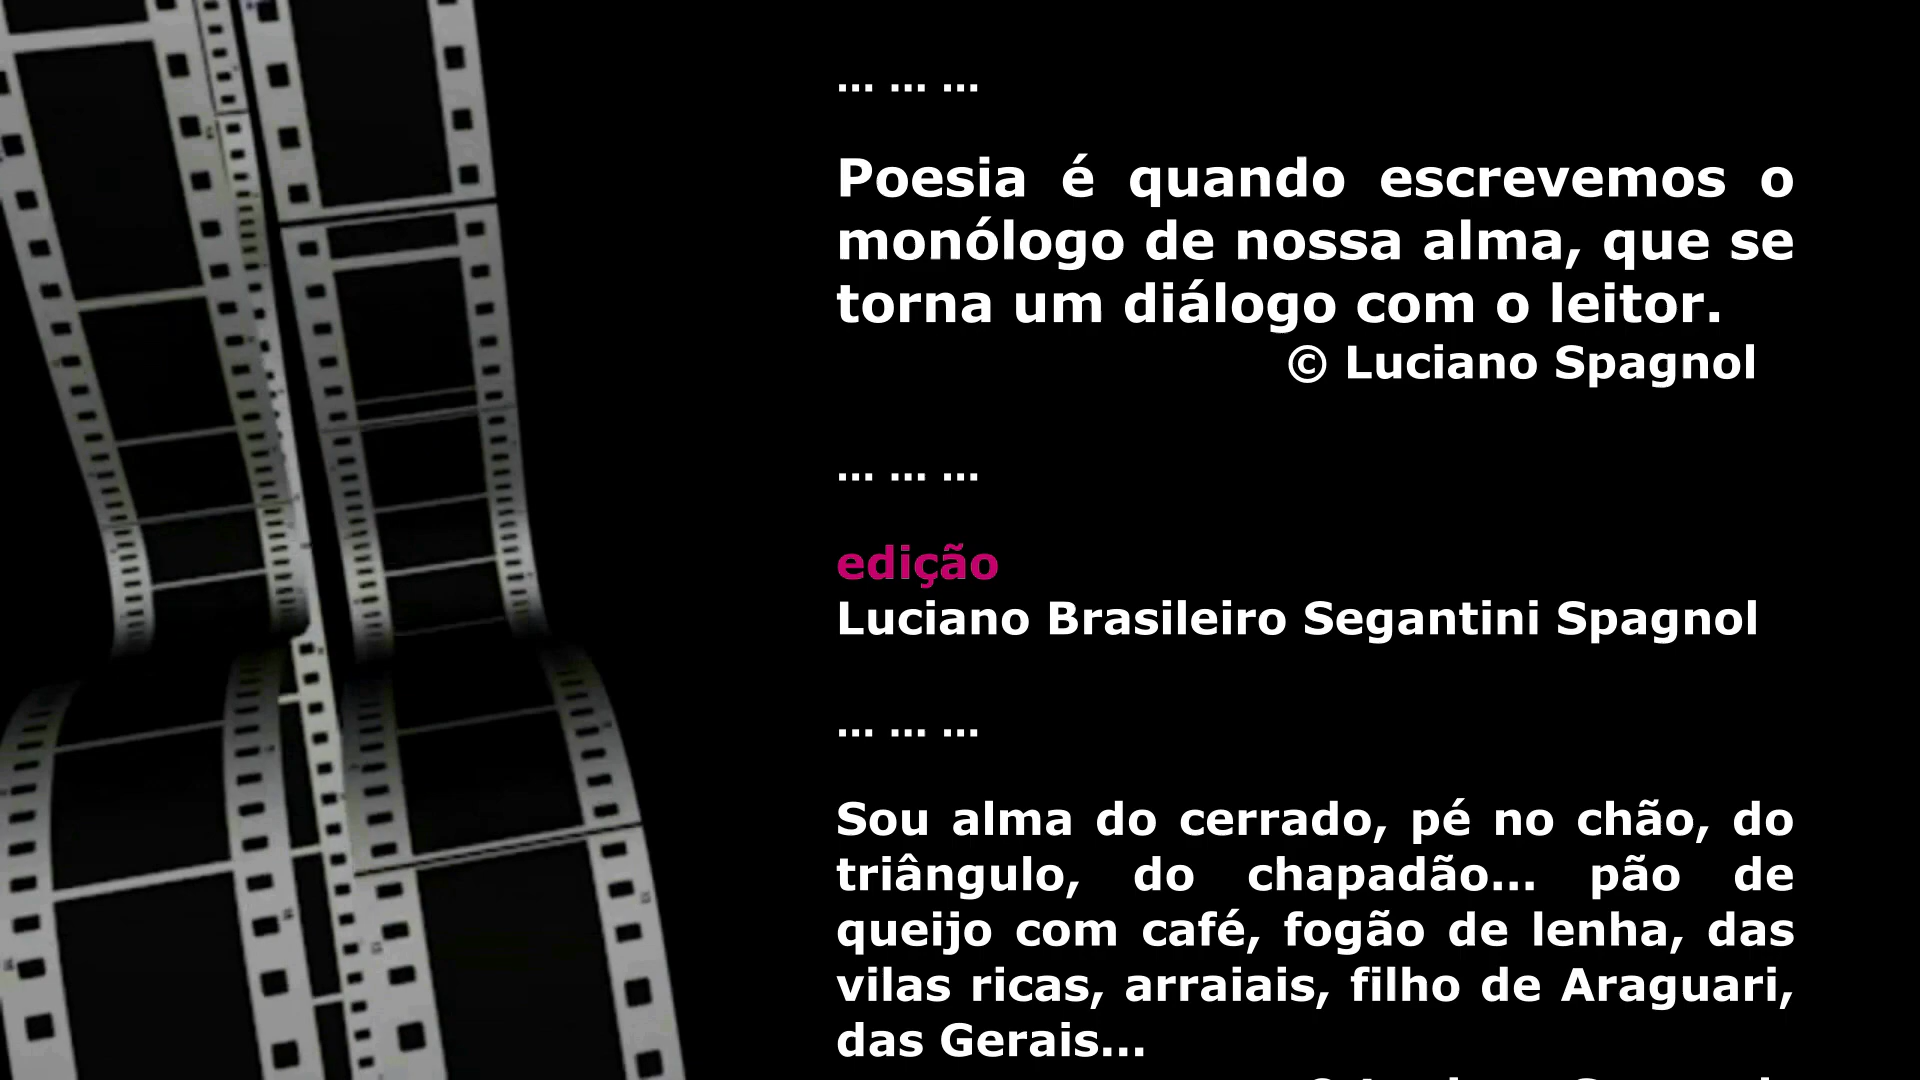 ... ... ...
Poesia é quando escrevemos o
monólogo de nossa alma, que se
torna um diálogo com o leitor.
© Luciano Spagnol
... ... ...
edição
Luciano Brasileiro Segantini Spagnol
... ... ...
Sou alma do cerrado, pé no chão, do
triângulo, do chapadão... pão de
queijo com café, fogão de lenha, das
vilas ricas, arraiais, filho de Araguari,
das Gerais...